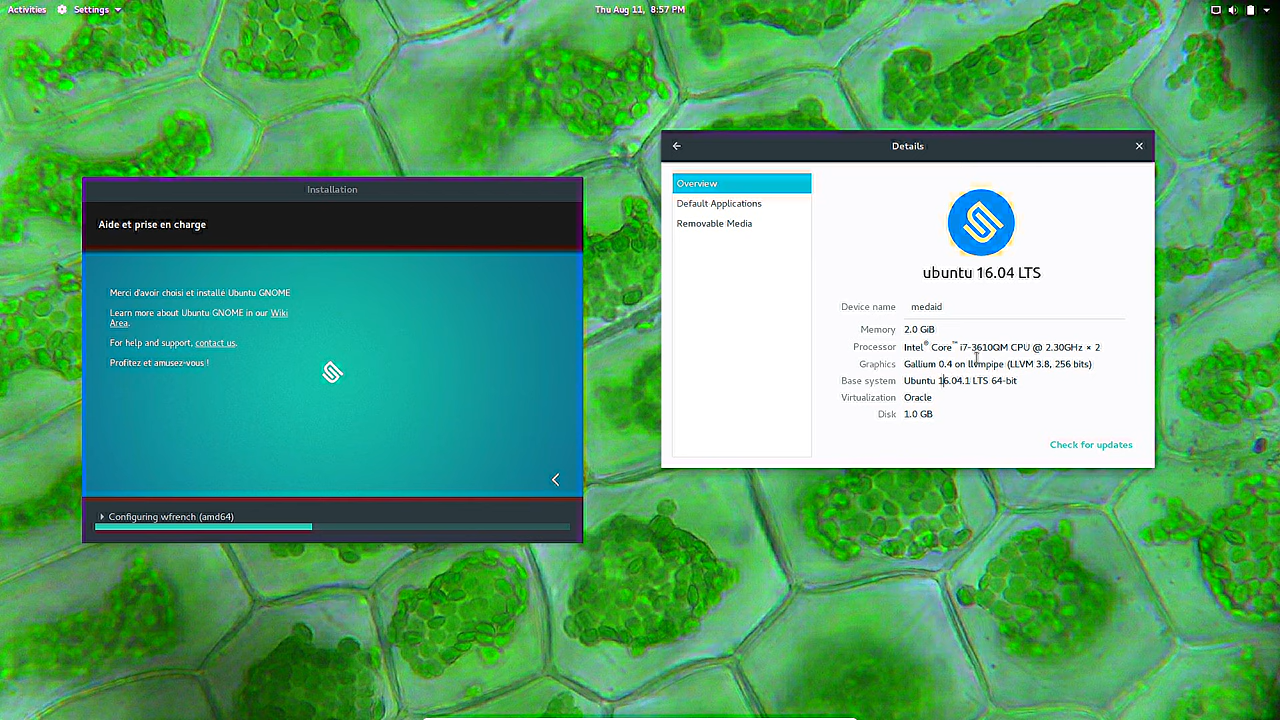 Activities Settings Thu Aug 11, 8:57 PM
Installation
Aide et prise en charge
Merci d'avoir choisi et installé Ubuntu GNOME
Learn more about Ubuntu GNOME in our Wiki
Area.
For help and support, contact us.
Profitez et amusez-vous !
Configuring wfrench (amd64)
Details
Overview
Default Applications
Removable Media
ubuntu 16.04 LTS
Device name medaid
Memory 2.0 GiB
Processor Intel® Core™ i7-3610QM CPU @ 2.30GHz × 2
Graphics Gallium 0.4 on llvmpipe (LLVM 3.8, 256 bits)
Base system Ubuntu 16.04.1 LTS 64-bit
Virtualization Oracle
Disk 1.0 GB
Check for updates